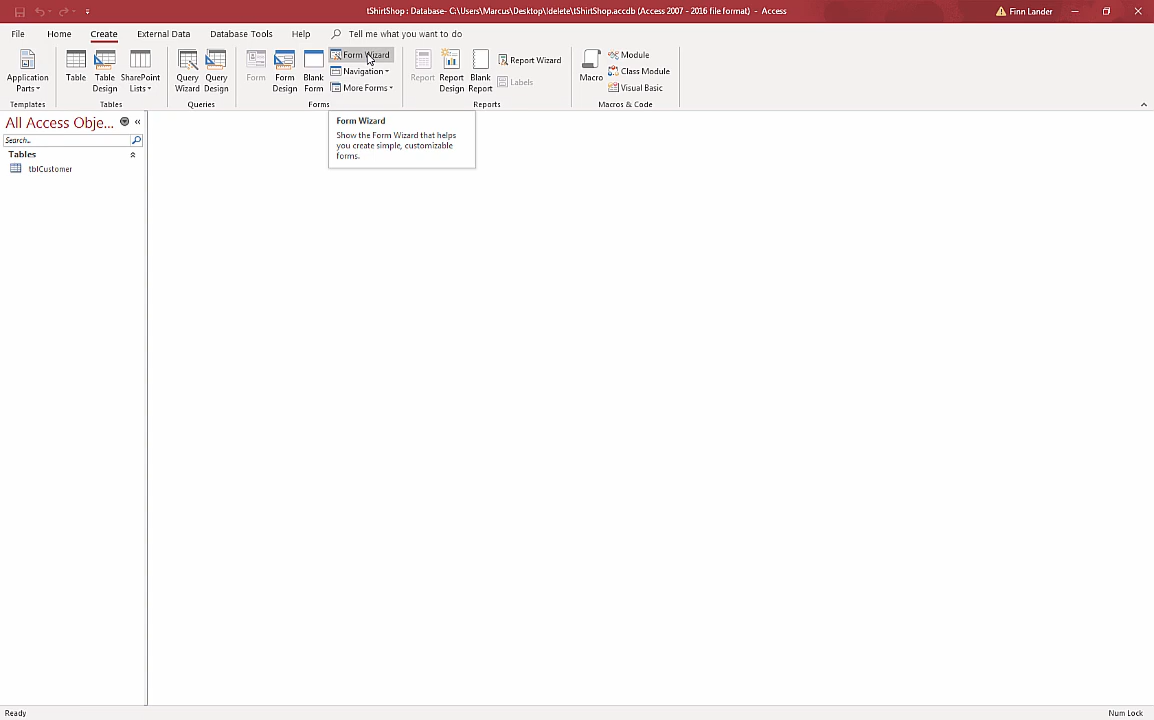 tShirtShop : Database- C:\Users\Marcus\Desktop\!delete\tShirtShop.accdb (Access 2007 - 2016 file format) - Access
Finn Lander
File Home Create External Data Database Tools Help Tell me what you want to do
Application Parts
Templates
Table
Table Design
SharePoint Lists
Tables
Query Wizard
Query Design
Queries
Form
Form Design
Blank Form
Form Wizard
Navigation
More Forms
Forms
Report
Report Design
Blank Report
Report Wizard
Labels
Reports
Macro
Module
Class Module
Visual Basic
Macros & Code
All Access Obje...
Search...
Tables
tblCustomer
Form Wizard
Show the Form Wizard that helps
you create simple, customizable
forms.
Ready
Num Lock